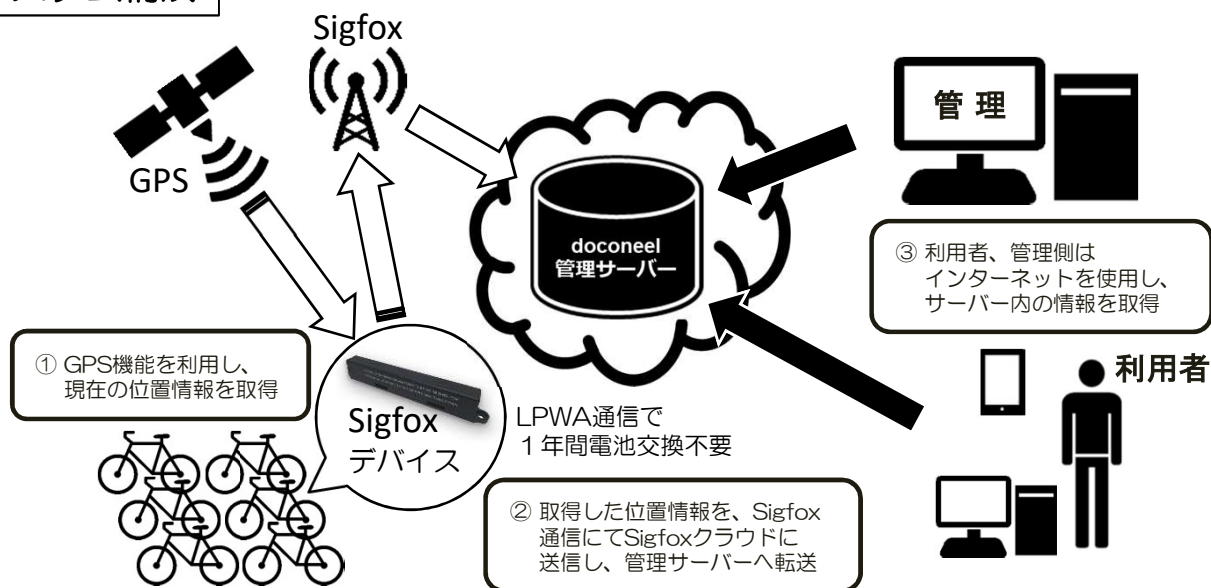 Sigfox
GPS
管 理
doconeel
管理サーバー
③ 利用者、管理側は
インターネットを使用し、
サーバー内の情報を取得
① GPS機能を利用し、
現在の位置情報を取得
利用者
Sigfox
デバイス
LPWA通信で
１年間電池交換不要
② 取得した位置情報を、Sigfox
通信にてSigfoxクラウドに
送信し、管理サーバーへ転送